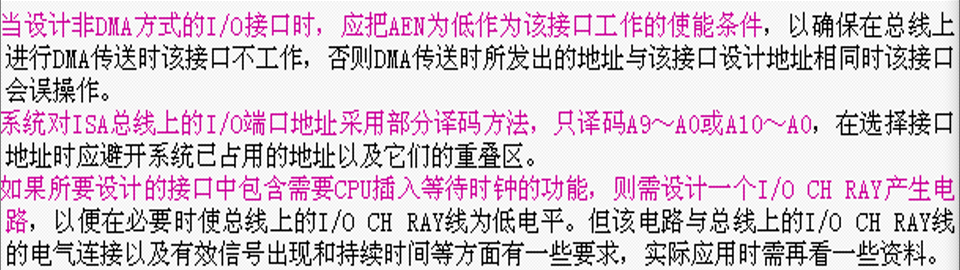 当设计非DMA方式的I/O接口时，应把AEN为低作为该接口工作的使能条件，以确保在总线上
进行DMA传送时该接口不工作，否则DMA传送时所发出的地址与该接口设计地址相同时该接口
会误操作。
系统对ISA总线上的I/O端口地址采用部分译码方法，只译码A9～A0或A10～A0，在选择接口
地址时应避开系统已占用的地址以及它们的重叠区。
如果所要设计的接口中包含需要CPU插入等待时钟的功能，则需设计一个I/O CH RAY产生电
路，以便在必要时使总线上的I/O CH RAY线为低电平。但该电路与总线上的I/O CH RAY线
的电气连接以及有效信号出现和持续时间等方面有一些要求，实际应用时需再看一些资料。